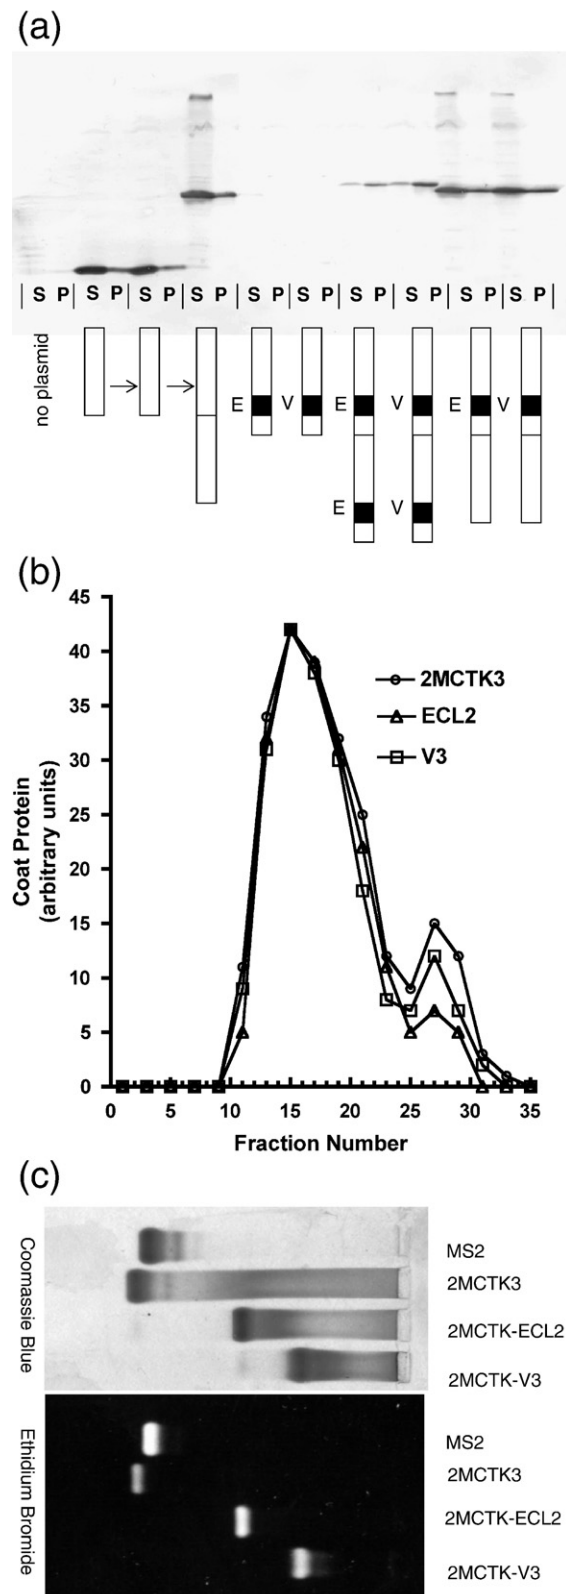 (a)
S P S P S P S P S P S P S P S P S P S P
no plasmid
E V E V E V
E V
(b)
45
40
35
30
25
20
15
10
5
0
Coat Protein
(arbitrary units)
2MCTK3
ECL2
V3
0 5 10 15 20 25 30 35
Fraction Number
(c)
Coomassie Blue
MS2
2MCTK3
2MCTK-ECL2
2MCTK-V3
Ethidium Bromide
MS2
2MCTK3
2MCTK-ECL2
2MCTK-V3